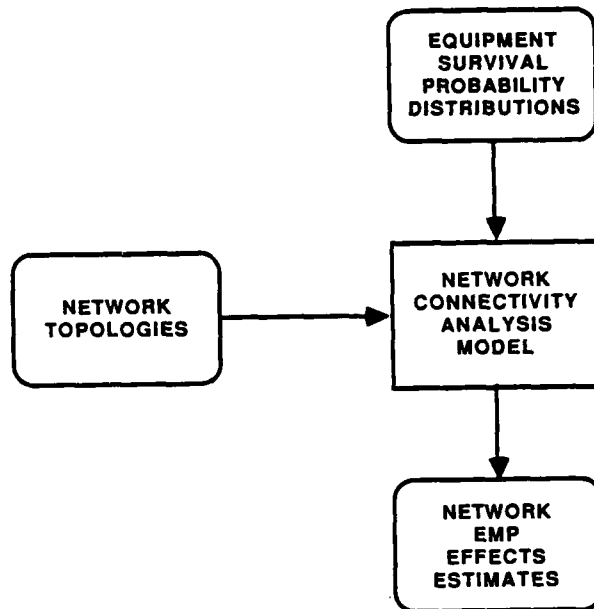 EQUIPMENT
SURVIVAL
PROBABILITY
DISTRIBUTIONS
NETWORK
TOPOLOGIES
NETWORK
CONNECTIVITY
ANALYSIS
MODEL
NETWORK
EMP
EFFECTS
ESTIMATES